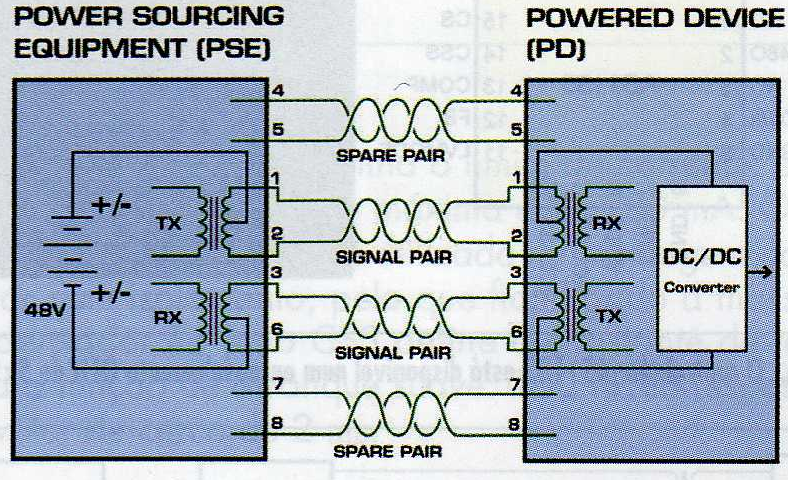 POWER SOURCING
EQUIPMENT (PSE)
POWERED DEVICE
(PD)
4
4
5
5
SPARE PAIR
1
1
+/-
TX
RX
2
2
SIGNAL PAIR
DC/DC
Converter
3
3
+/-
48V
RX
TX
6
6
SIGNAL PAIR
7
7
8
8
SPARE PAIR